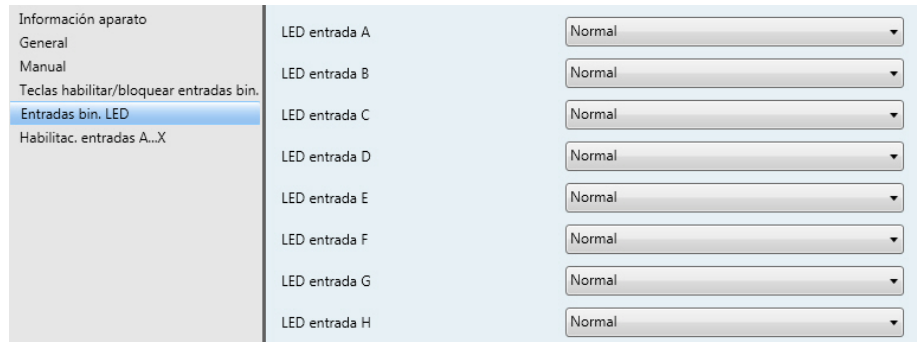 Información aparato
General
Manual
Teclas habilitar/bloquear entradas bin.
Entradas bin. LED
Habilitac. entradas A...X
LED entrada A Normal
LED entrada B Normal
LED entrada C Normal
LED entrada D Normal
LED entrada E Normal
LED entrada F Normal
LED entrada G Normal
LED entrada H Normal